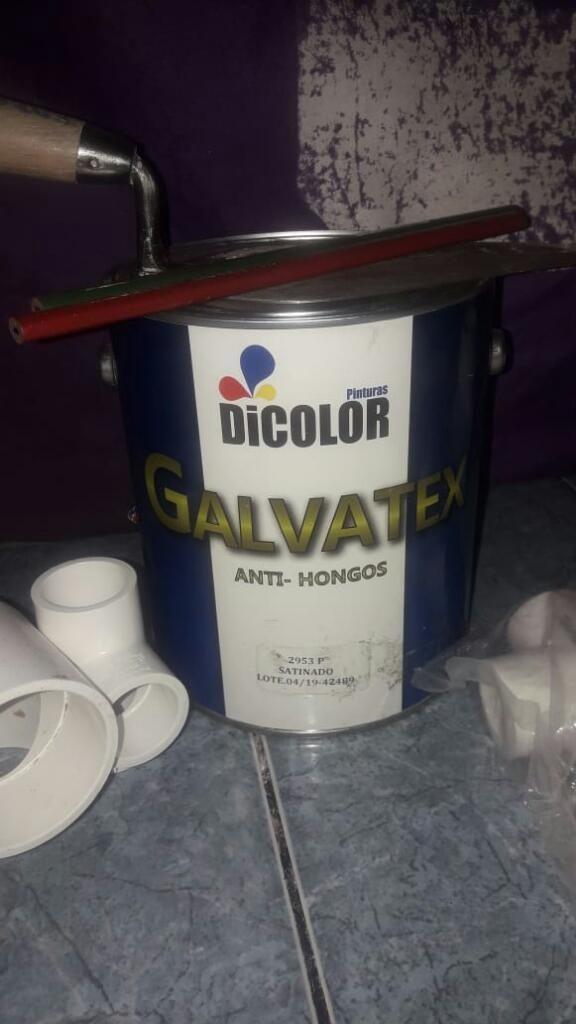 Pinturas
DiCOLOR
GALVATEX
ANTI- HONGOS
2953 P
SATINADO
LOTE.04/19-42489